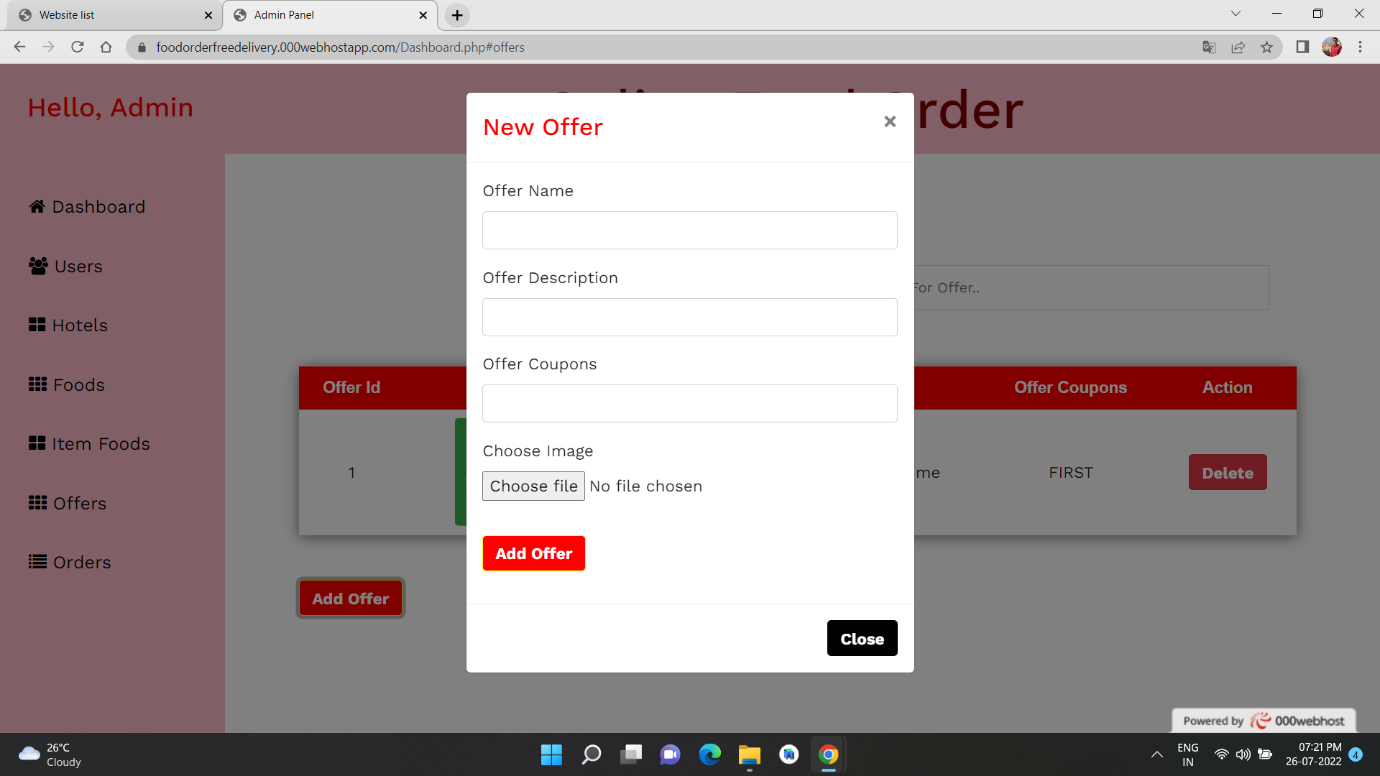 Website list
Admin Panel
foodorderfreedelivery.000webhostapp.com/Dashboard.php#offers
Hello, Admin
rder
Dashboard
Users
Hotels
Foods
Item Foods
Offers
Orders
New Offer
×
Offer Name
Offer Description
Offer Coupons
Choose Image
Choose file No file chosen
Add Offer
Close
For Offer..
Offer Id
Offer Coupons
Action
1
me
FIRST
Delete
Add Offer
Powered by 000webhost
26°C
Cloudy
ENG
IN
07:21 PM
26-07-2022
4